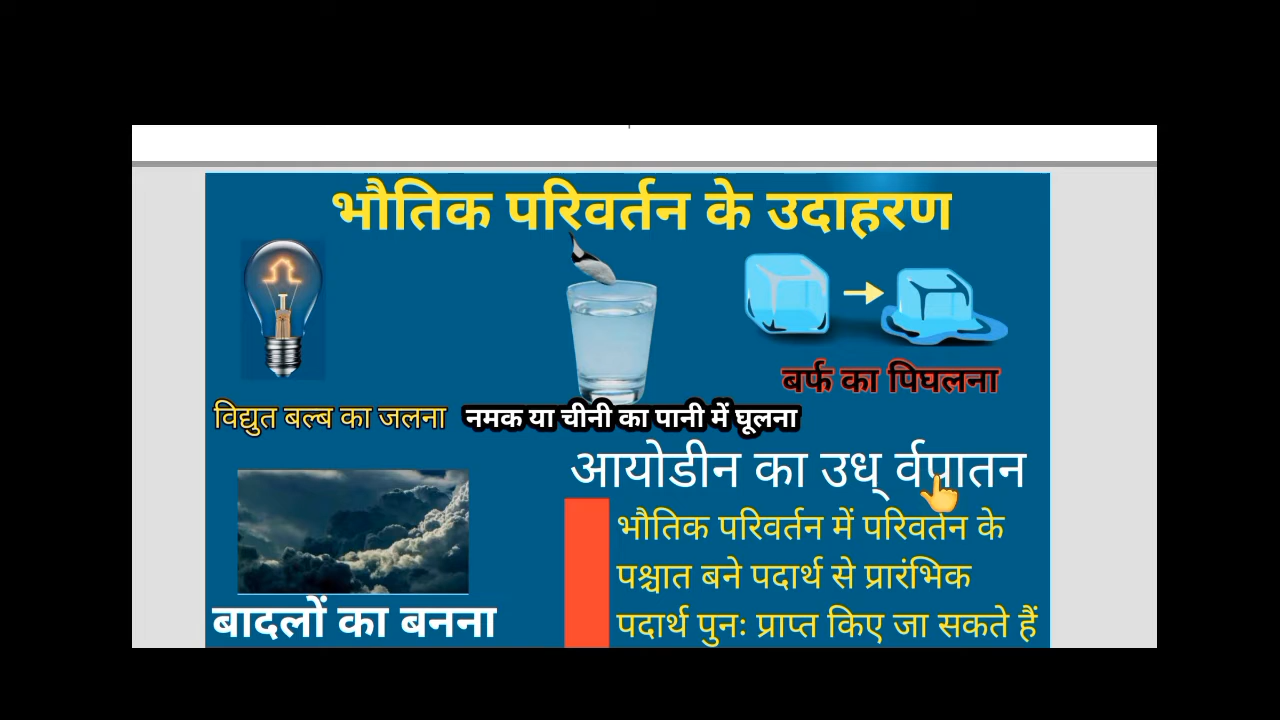 भौतिक परिवर्तन के उदाहरण
बर्फ का पिघलना
विद्युत बल्ब का जलना
नमक या चीनी का पानी में घूलना
आयोडीन का उध् र्वपातन
भौतिक परिवर्तन में परिवर्तन के
पश्चात बने पदार्थ से प्रारंभिक
पदार्थ पुनः प्राप्त किए जा सकते हैं
बादलों का बनना